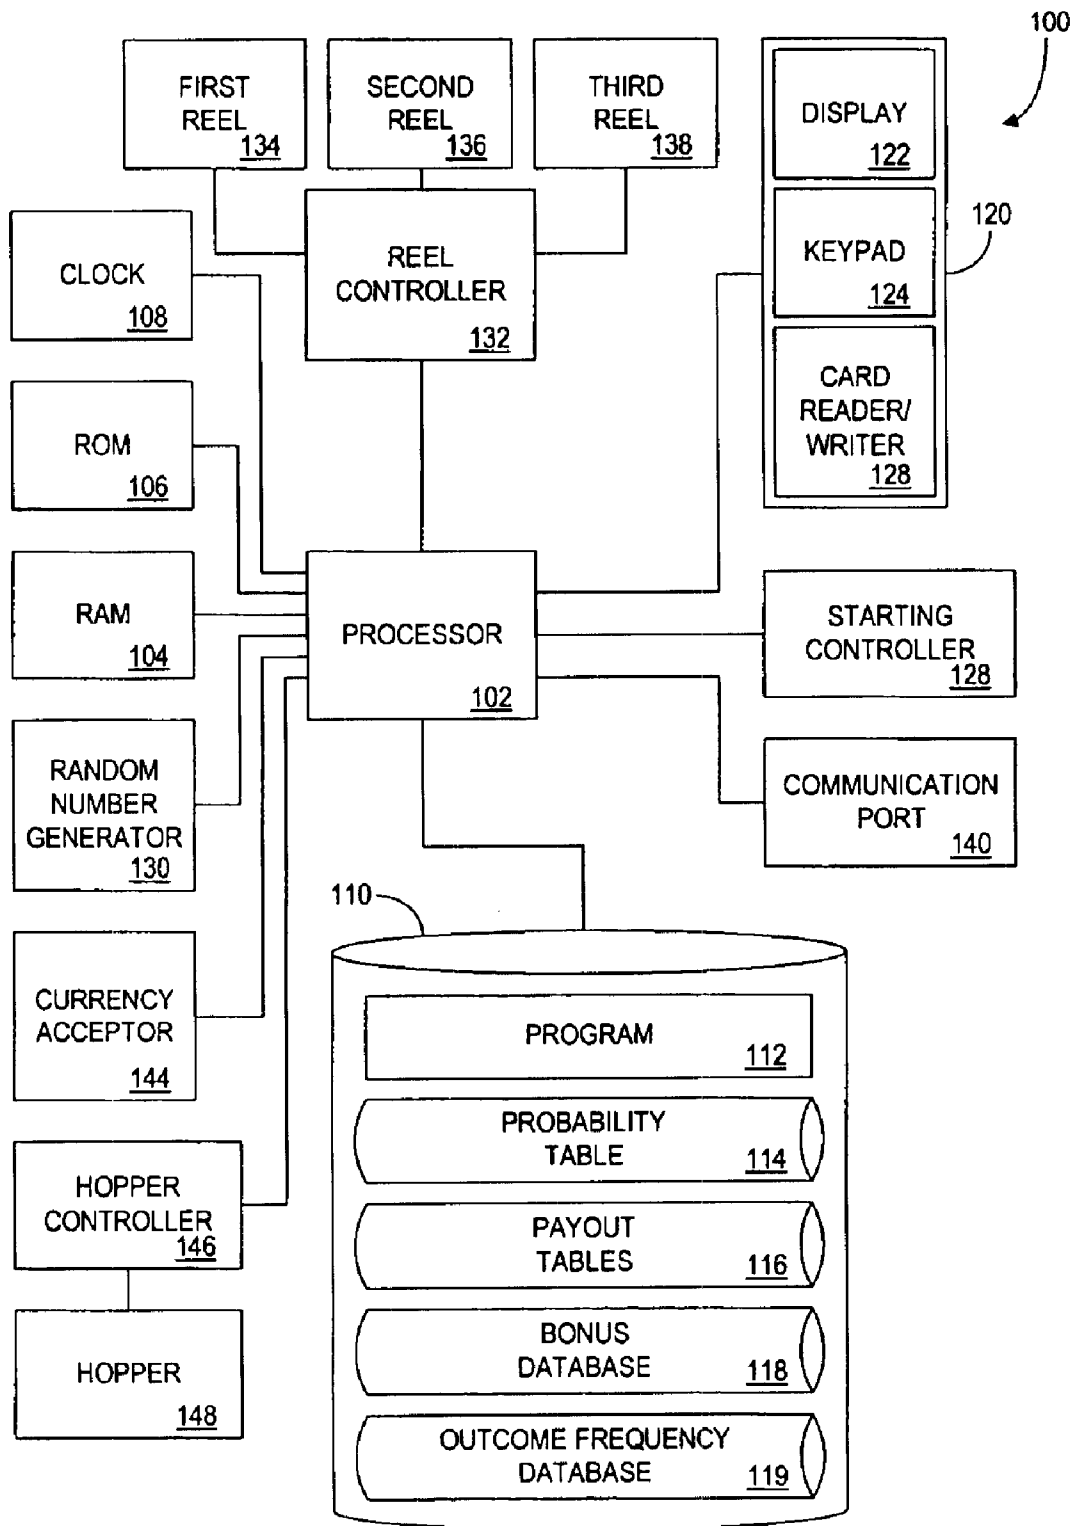 100
FIRST
REEL
134
SECOND
REEL
136
THIRD
REEL
138
DISPLAY
122
KEYPAD
124
CARD
READER/
WRITER
128
120
CLOCK
108
REEL
CONTROLLER
132
ROM
106
RAM
104
PROCESSOR
102
STARTING
CONTROLLER
128
RANDOM
NUMBER
GENERATOR
130
COMMUNICATION
PORT
140
CURRENCY
ACCEPTOR
144
HOPPER
CONTROLLER
146
HOPPER
148
110
PROGRAM
112
PROBABILITY
TABLE
114
PAYOUT
TABLES
116
BONUS
DATABASE
118
OUTCOME FREQUENCY
DATABASE
119